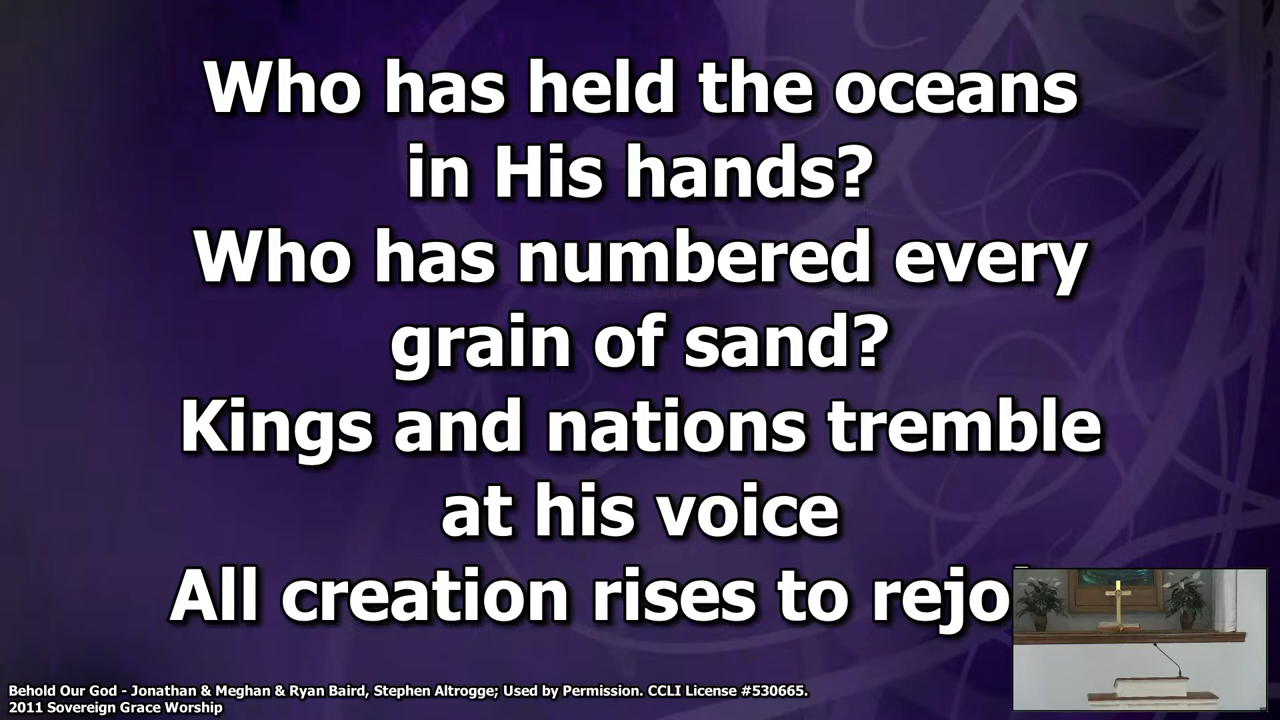 Who has held the oceans
in His hands?
Who has numbered every
grain of sand?
Kings and nations tremble
at his voice
All creation rises to
Behold Our God - Jonathan & Meghan & Ryan Baird, Stephen Altrogge; Used by Permission. CCLI License #530665.
2011 Sovereign Grace Worship